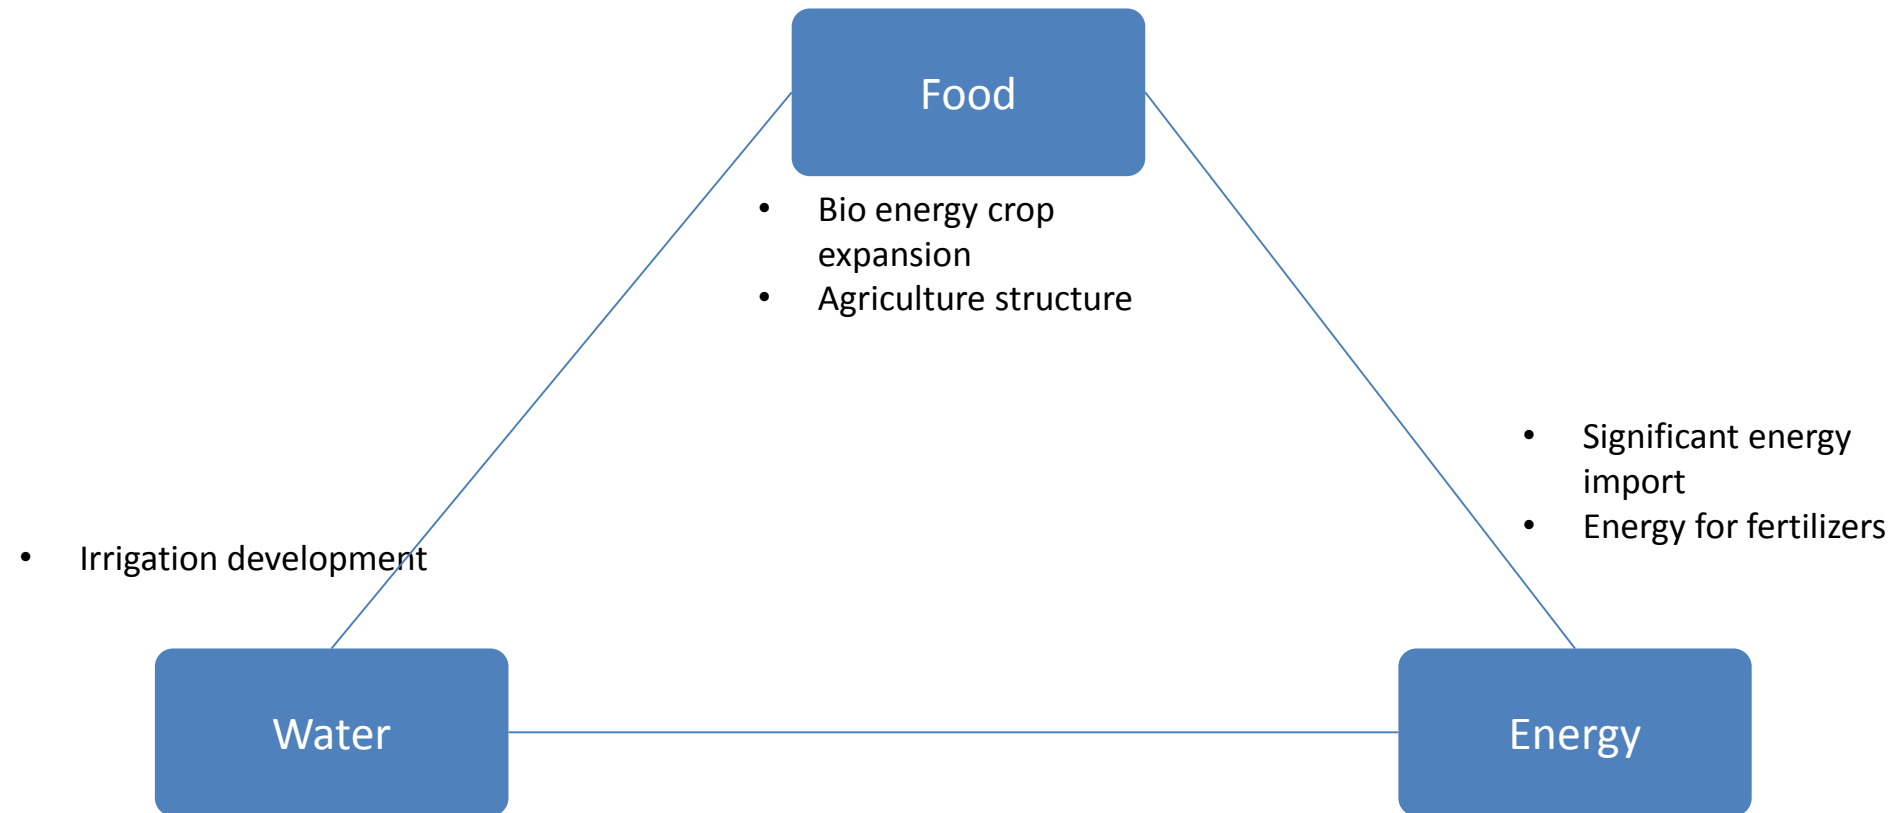 Food
• Bio energy crop
expansion
• Agriculture structure
• Significant energy
import
• Energy for fertilizers
• Irrigation development
Water
Energy